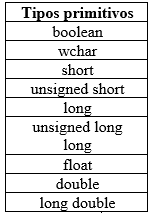 Tipos primitivos
boolean
wchar
short
unsigned short
long
unsigned long
long
float
double
long double